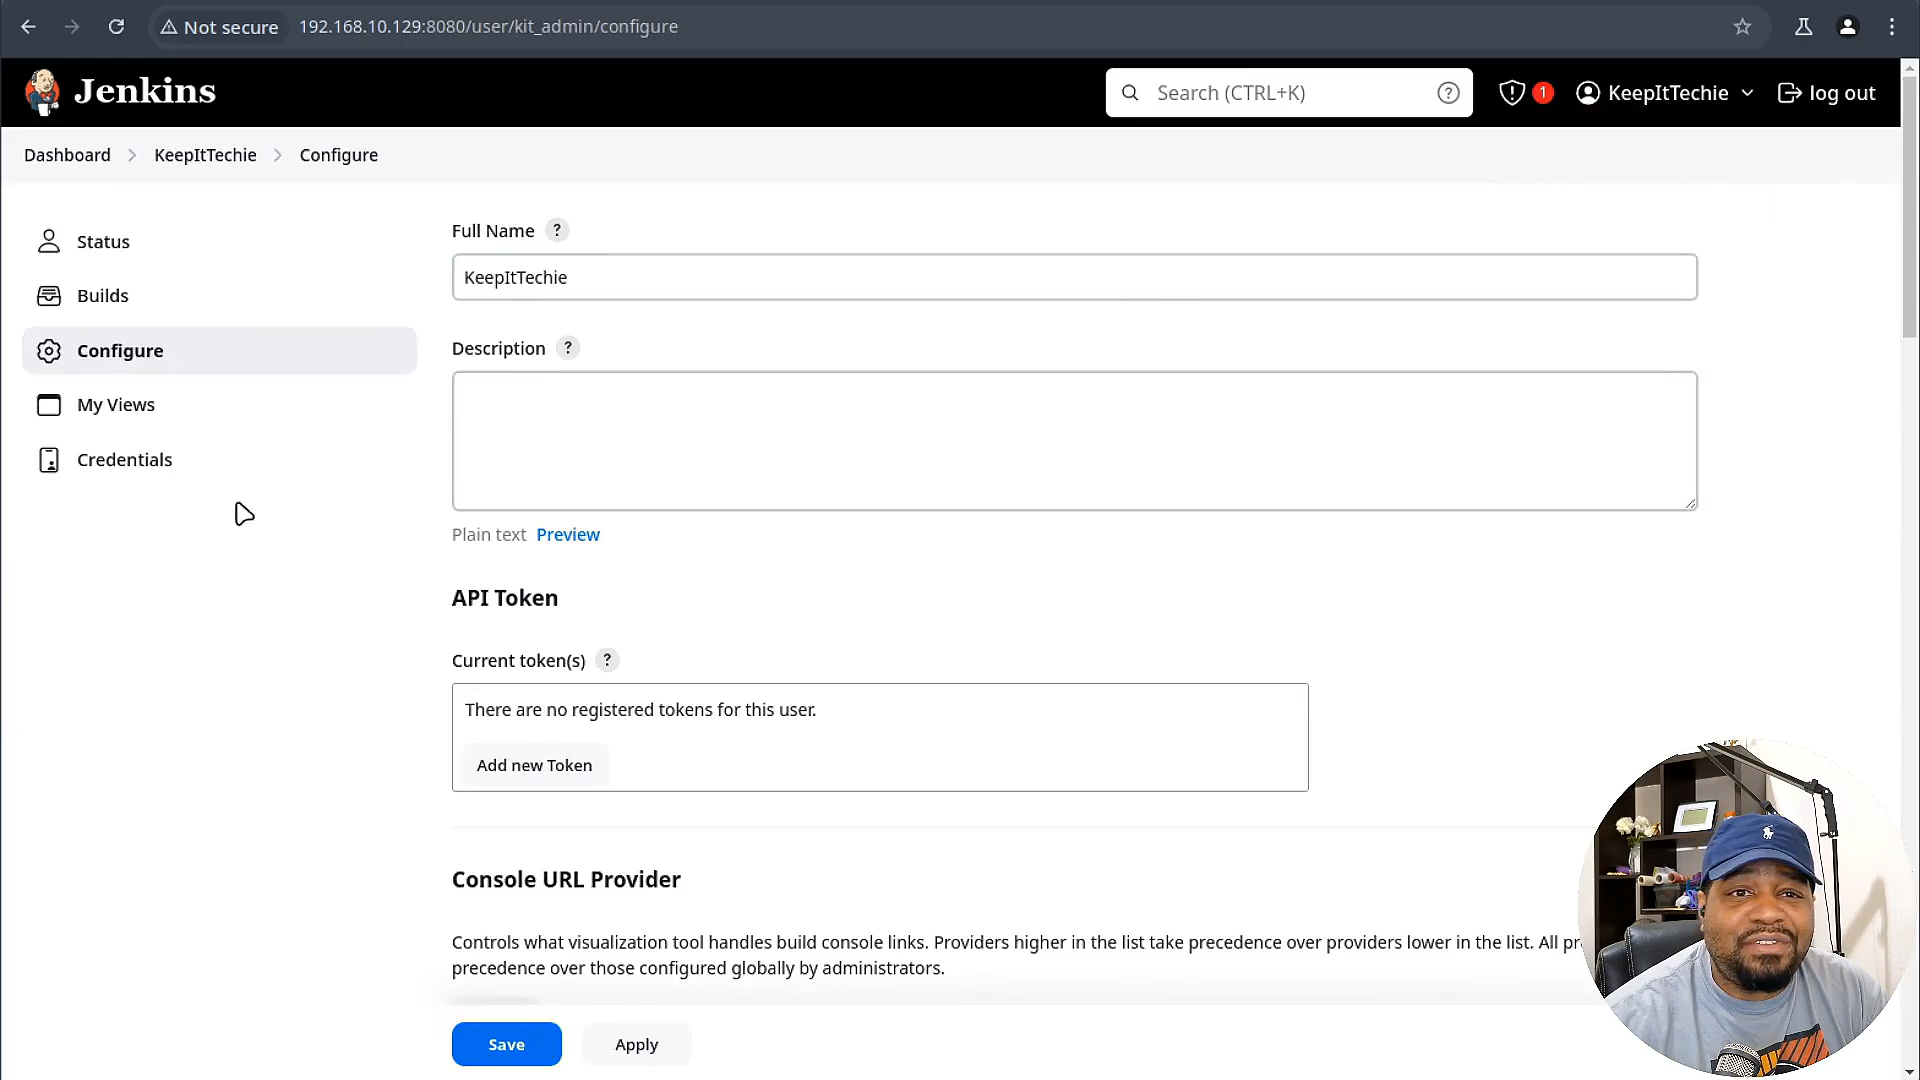 Not secure 192.168.10.129:8080/user/kit_admin/configure
Jenkins
Search (CTRL+K) ?
1
KeepItTechie
log out
Dashboard > KeepItTechie > Configure
Status
Builds
Configure
My Views
Credentials
Full Name ?
KeepItTechie
Description ?
Plain text Preview
API Token
Current token(s) ?
There are no registered tokens for this user.
Add new Token
Console URL Provider
Controls what visualization tool handles build console links. Providers higher in the list take precedence over providers lower in the list. All
precedence over those configured globally by administrators.
Save Apply